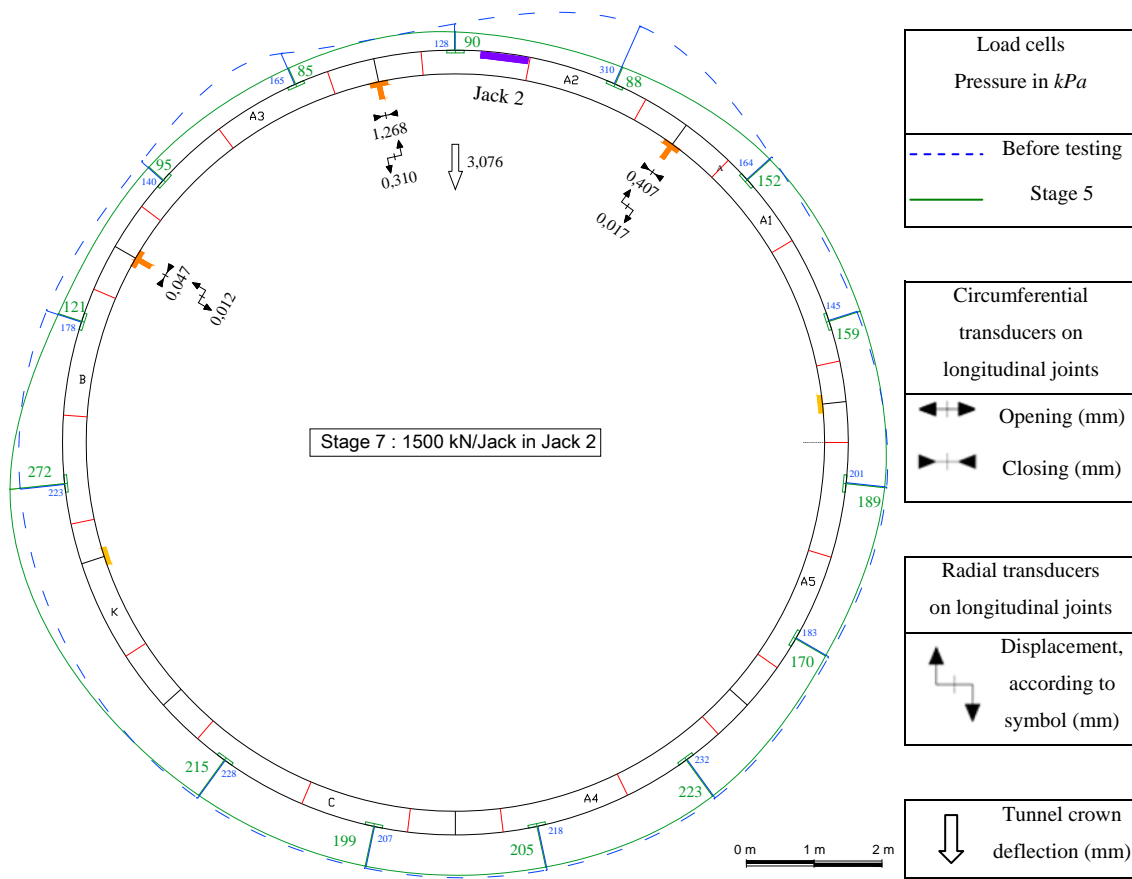 90
128
85
165
310
88
A2
Jack 2
A3
1,268
0,310
3,076
0,407
0,017
164
152
A1
95
140
0,047
0,012
121
178
145
159
B
Stage 7 : 1500 kN/Jack in Jack 2
272
223
201
189
A5
K
183
170
215
228
232
223
C
A4
199
207
218
205
0 m
1 m
2 m
Load cells
Pressure in kPa
Before testing
Stage 5
Circumferential
transducers on
longitudinal joints
Opening (mm)
Closing (mm)
Radial transducers
on longitudinal joints
Displacement,
according to
symbol (mm)
Tunnel crown
deflection (mm)